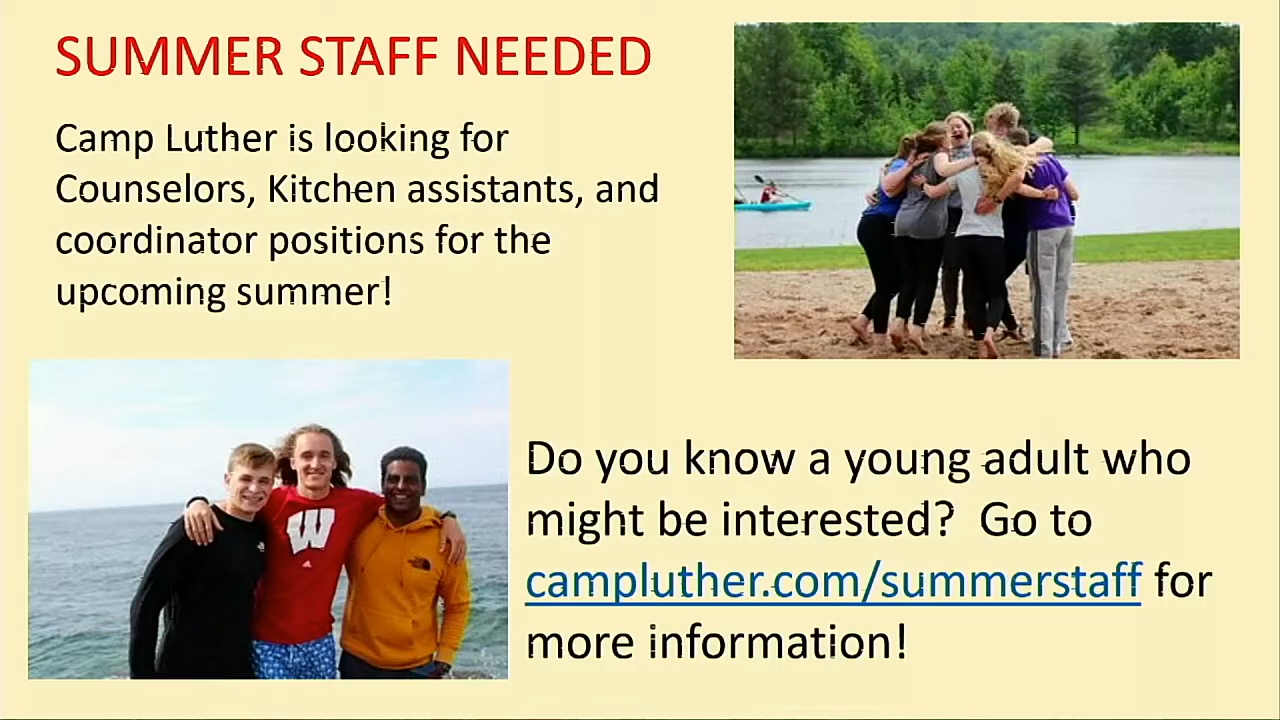 SUMMER STAFF NEEDED
Camp Luther is looking for
Counselors, Kitchen assistants, and
coordinator positions for the
upcoming summer!
W
Do you know a young adult who
might be interested?  Go to
campluther.com/summerstaff for
more information!